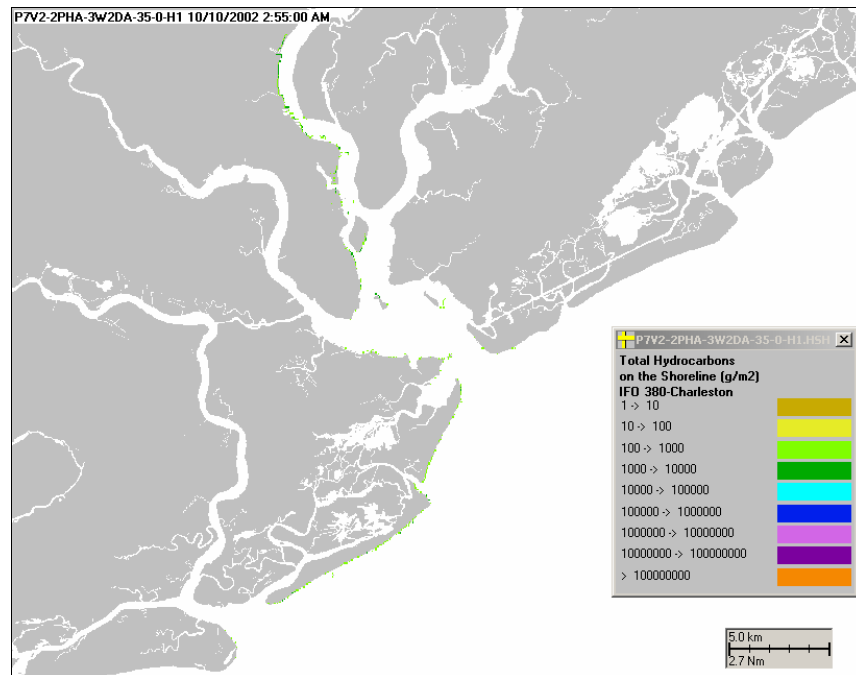 P7V2-2PHA-3W2DA-35-0-H1 10/10/2002 2:55:00 AM
P7V2-2PHA-3W2DA-35-0-H1.HSH
Total Hydrocarbons
on the Shoreline (g/m2)
IFO 380-Charleston
1 -> 10
10 -> 100
100 -> 1000
1000 -> 10000
10000 -> 100000
100000 -> 1000000
1000000 -> 10000000
10000000 -> 100000000
> 100000000
5.0 km
2.7 Nm